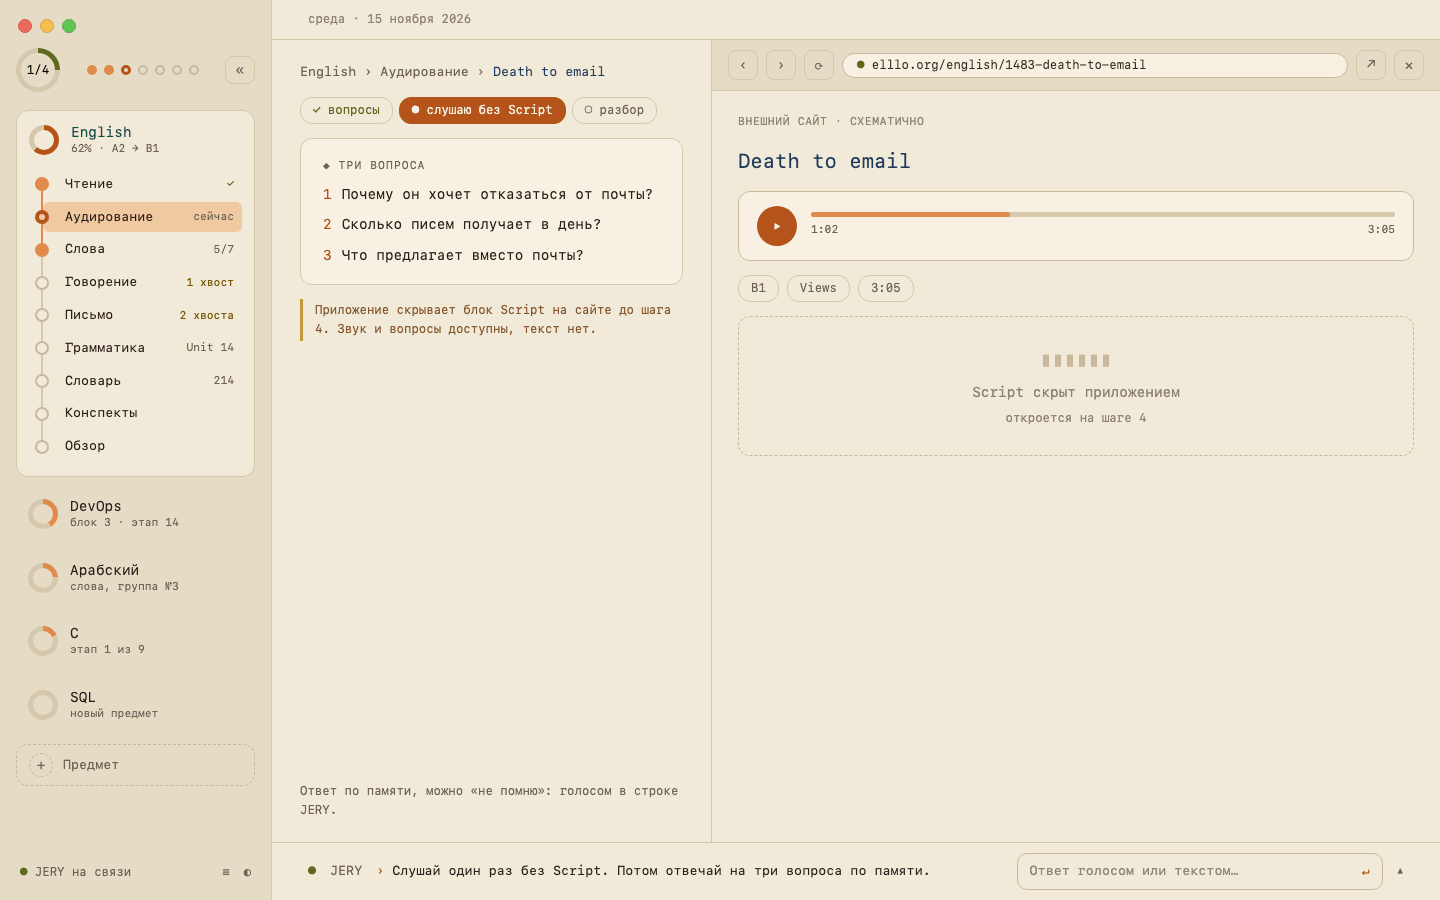 среда · 15 ноября 2026
1/4
«
English
62% · A2 → B1
Чтение ✓
Аудирование сейчас
Слова 5/7
Говорение 1 хвост
Письмо 2 хвоста
Грамматика Unit 14
Словарь 214
Конспекты
Обзор
DevOps
блок 3 · этап 14
Арабский
слова, группа №3
C
этап 1 из 9
SQL
новый предмет
+ Предмет
JERY на связи
English › Аудирование › Death to email
✓ вопросы
слушаю без Script
разбор
◆ ТРИ ВОПРОСА
1 Почему он хочет отказаться от почты?
2 Сколько писем получает в день?
3 Что предлагает вместо почты?
Приложение скрывает блок Script на сайте до шага
4. Звук и вопросы доступны, текст нет.
Ответ по памяти, можно «не помню»: голосом в строке
JERY.
elllo.org/english/1483-death-to-email
ВНЕШНИЙ САЙТ · СХЕМАТИЧНО
Death to email
1:02 3:05
B1 Views 3:05
Script скрыт приложением
откроется на шаге 4
JERY › Слушай один раз без Script. Потом отвечай на три вопроса по памяти.
Ответ голосом или текстом…